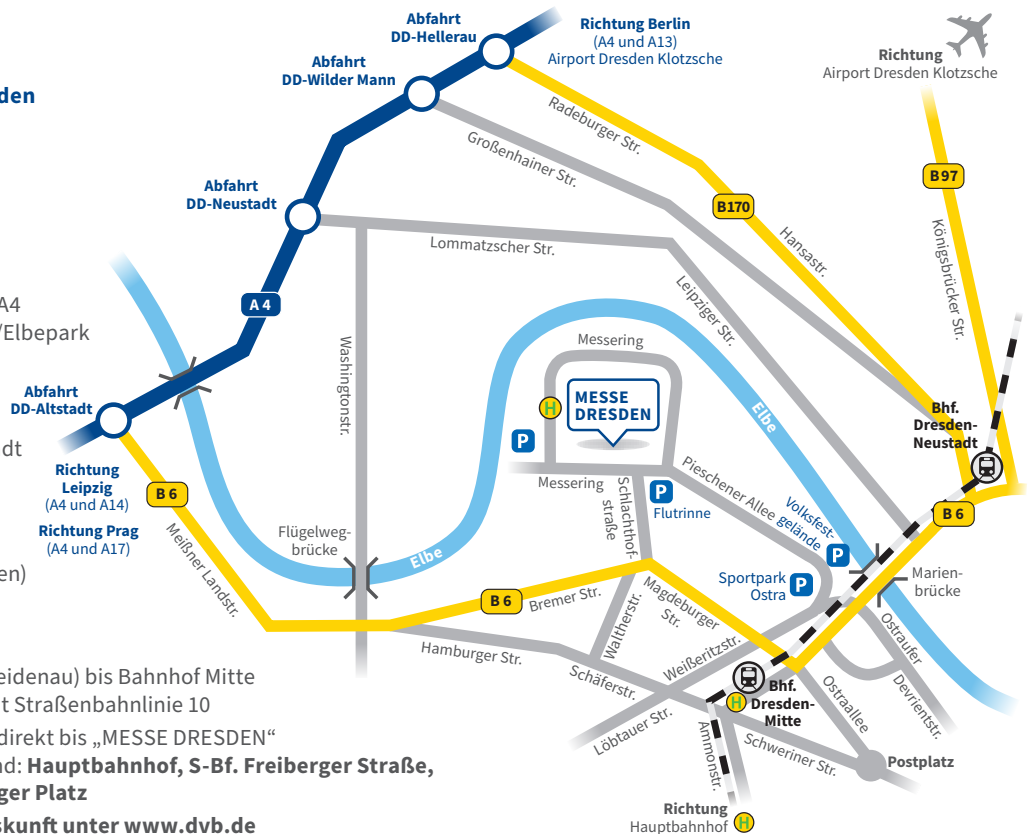 Abfahrt
DD-Hellerau
Richtung Berlin
(A4 und A13)
Airport Dresden Klotzsche
Richtung
Airport Dresden Klotzsche
Abfahrt
DD-Wilder Mann
den
Radeburger Str.
Großenhainer Str.
B97
Abfahrt
DD-Neustadt
B170
Königsbrücker Str.
Hansastr.
Lommatzscher Str.
Leipziger Str.
A4
A 4
/Elbepark
Washingtonstr.
Messering
Abfahrt
DD-Altstadt
MESSE
DRESDEN
H
P
Elbe
Bhf.
Dresden-
Neustadt
dt
Richtung
Leipzig
(A4 und A14)
Richtung Prag
(A4 und A17)
B 6
Meißner Landstr.
Messering
Schlachthof-
straße
P
Flutrinne
Pieschener Allee
Volksfest-
gelände
P
B 6
Flügelweg-
brücke
Elbe
en)
Sportpark
Ostra
P
Marien-
brücke
B 6
Bremer Str.
Magdeburger
Str.
Waltherstr.
Hamburger Str.
Weißeritzstr.
Ostraufer
Schäferstr.
Devrientstr.
eidenau) bis Bahnhof Mitte
t Straßenbahnlinie 10
Bhf.
Dresden-
Mitte
H
Ostraallee
Löbtauer Str.
Ammonstr.
Schweriner Str.
Postplatz
direkt bis „MESSE DRESDEN“
nd: Hauptbahnhof, S-Bf. Freiberger Straße,
ger Platz
Richtung
Hauptbahnhof
H
skunft unter www.dvb.de